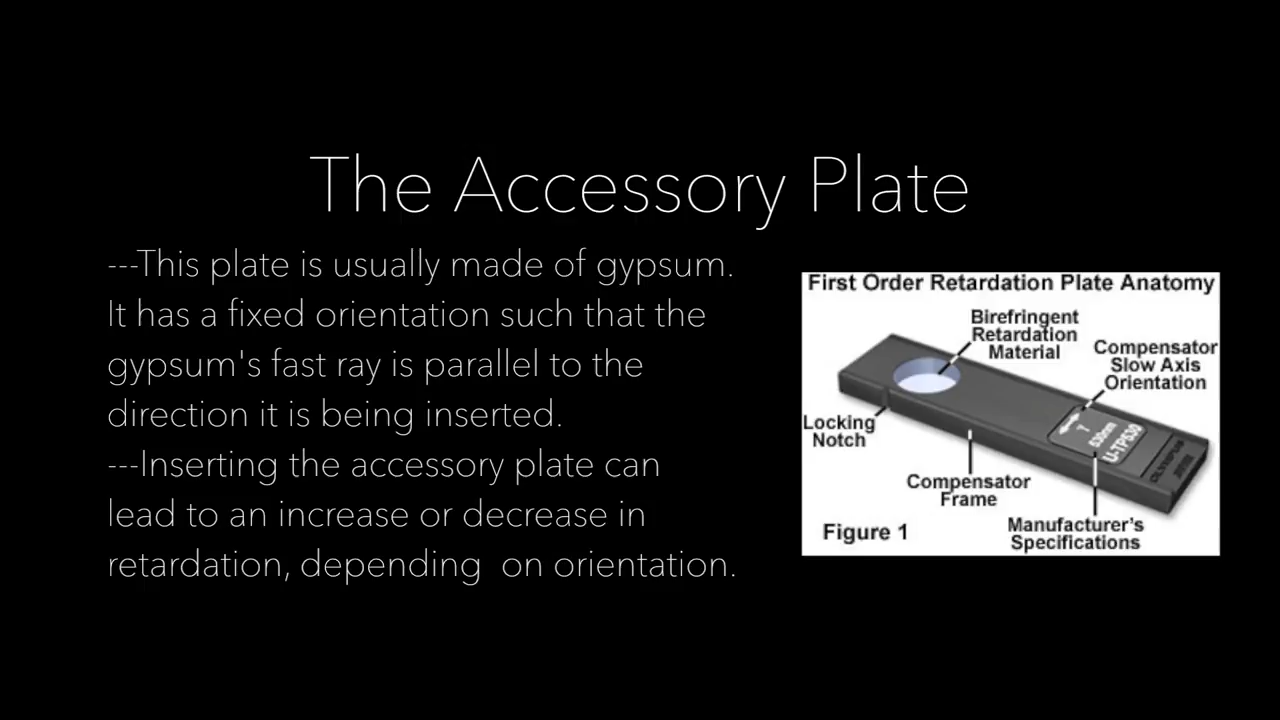 The Accessory Plate
---This plate is usually made of gypsum.
It has a fixed orientation such that the
gypsum's fast ray is parallel to the
direction it is being inserted.
---Inserting the accessory plate can
lead to an increase or decrease in
retardation, depending  on orientation.
First Order Retardation Plate Anatomy
Birefringent
Retardation
Material
Compensator
Slow Axis
Orientation
Locking
Notch
γ
530nm
U-TP530
OLYMPUS
Compensator
Frame
Manufacturer's
Specifications
Figure 1